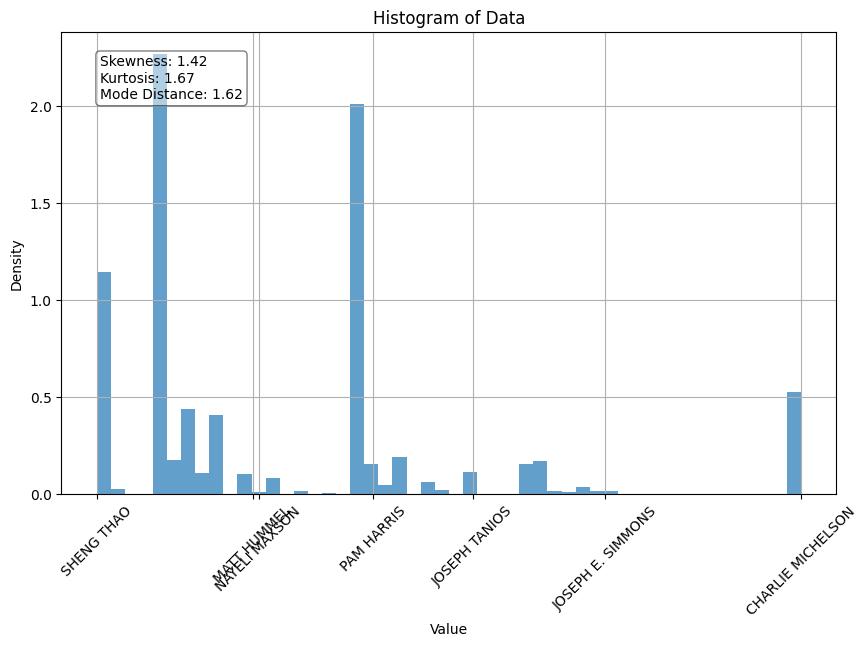 Histogram of Data
Skewness: 1.42
Kurtosis: 1.67
Mode Distance: 1.62
Density
2.0
1.5
1.0
0.5
0.0
SHENG THAO
MATT HUMMEL
NAYELI MAXSON
PAM HARRIS
JOSEPH TANIOS
JOSEPH E. SIMMONS
CHARLIE MICHELSON
Value